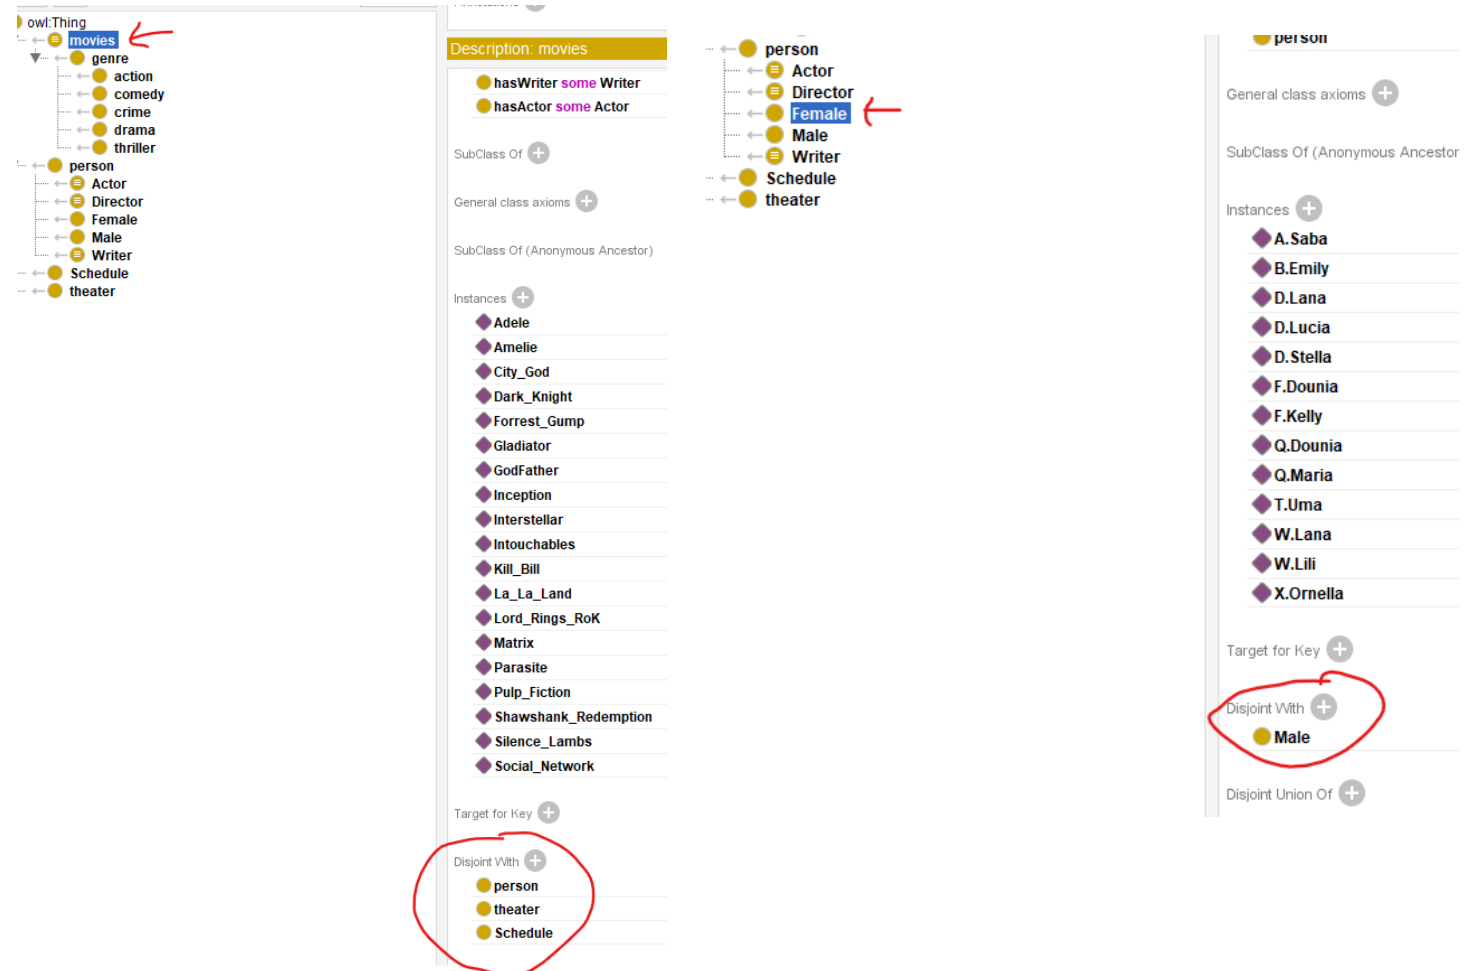 owl:Thing
movies
genre
action
comedy
crime
drama
thriller
person
Actor
Director
Female
Male
Writer
Schedule
theater
Description: movies
hasWriter some Writer
hasActor some Actor
SubClass Of
General class axioms
SubClass Of (Anonymous Ancestor)
Instances
Adele
Amelie
City_God
Dark_Knight
Forrest_Gump
Gladiator
GodFather
Inception
Interstellar
Intouchables
Kill_Bill
La_La_Land
Lord_Rings_RoK
Matrix
Parasite
Pulp_Fiction
Shawshank_Redemption
Silence_Lambs
Social_Network
Target for Key
Disjoint With
person
theater
Schedule
person
Actor
Director
Female
Male
Writer
Schedule
theater
person
General class axioms
SubClass Of (Anonymous Ancestor
Instances
A.Saba
B.Emily
D.Lana
D.Lucia
D.Stella
F.Dounia
F.Kelly
Q.Dounia
Q.Maria
T.Uma
W.Lana
W.Lili
X.Ornella
Target for Key
Disjoint With
Male
Disjoint Union Of